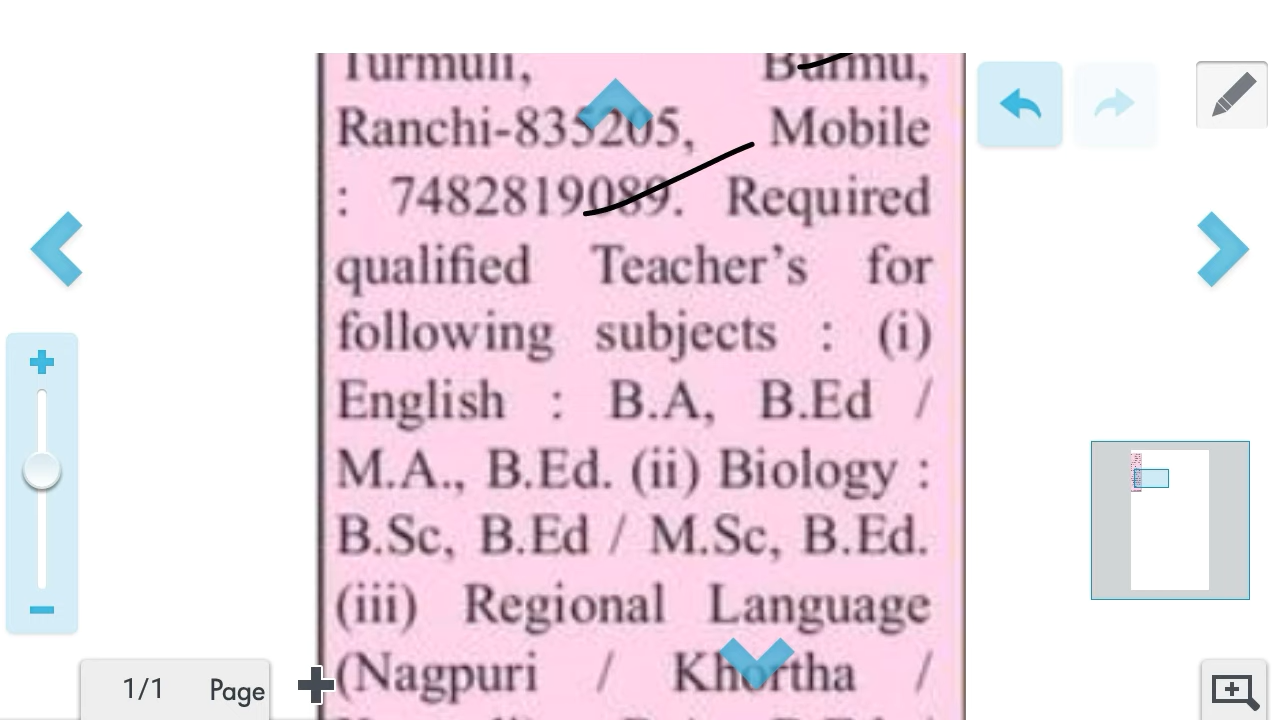 Turmuli, Burmu,
Ranchi-835205, Mobile
: 7482819089. Required
qualified Teacher's for
following subjects : (i)
English : B.A, B.Ed /
M.A., B.Ed. (ii) Biology :
B.Sc, B.Ed / M.Sc, B.Ed.
(iii) Regional Language
(Nagpuri / Khortha /
1/1 Page